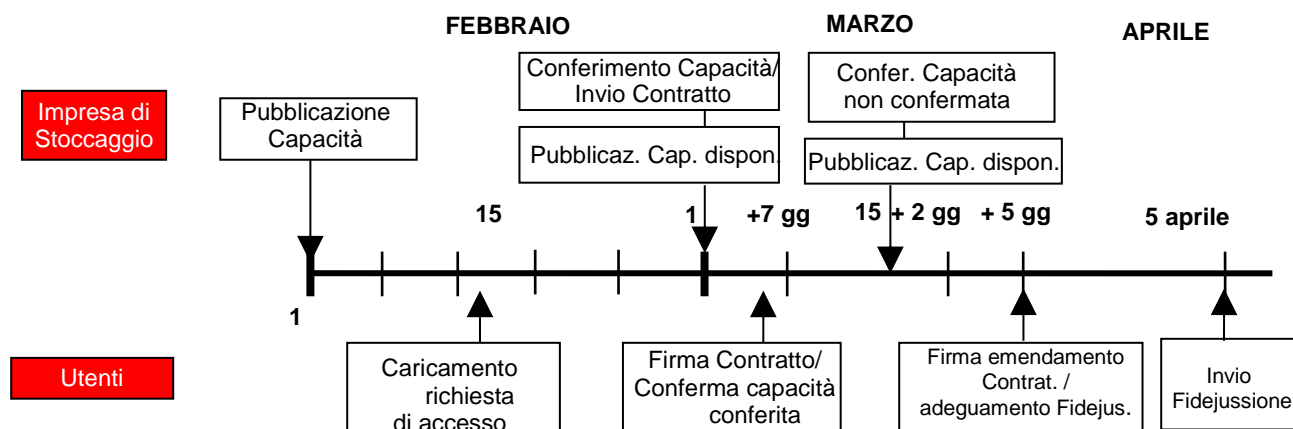 FEBBRAIO
MARZO
APRILE
Impresa di
Stoccaggio
Pubblicazione
Capacità
Conferimento Capacità/
Invio Contratto
Pubblicaz. Cap. dispon.
Confer. Capacità
non confermata
Pubblicaz. Cap. dispon.
15
1
+7 gg
15 + 2 gg
+ 5 gg
5 aprile
1
Utenti
Caricamento
richiesta
di accesso
Firma Contratto/
Conferma capacità
conferita
Firma emendamento
Contrat. /
adeguamento Fidejus.
Invio
Fidejussione